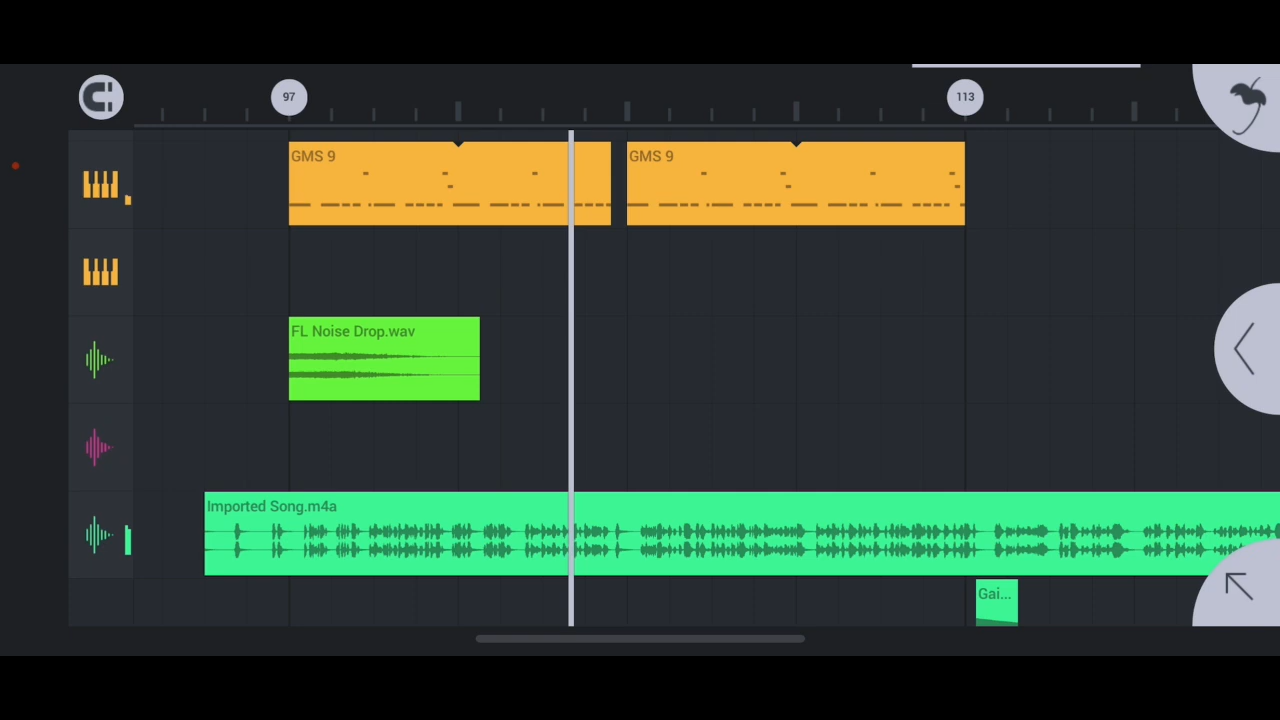 97
113
GMS 9
GMS 9
FL Noise Drop.wav
Imported Song.m4a
Gai...